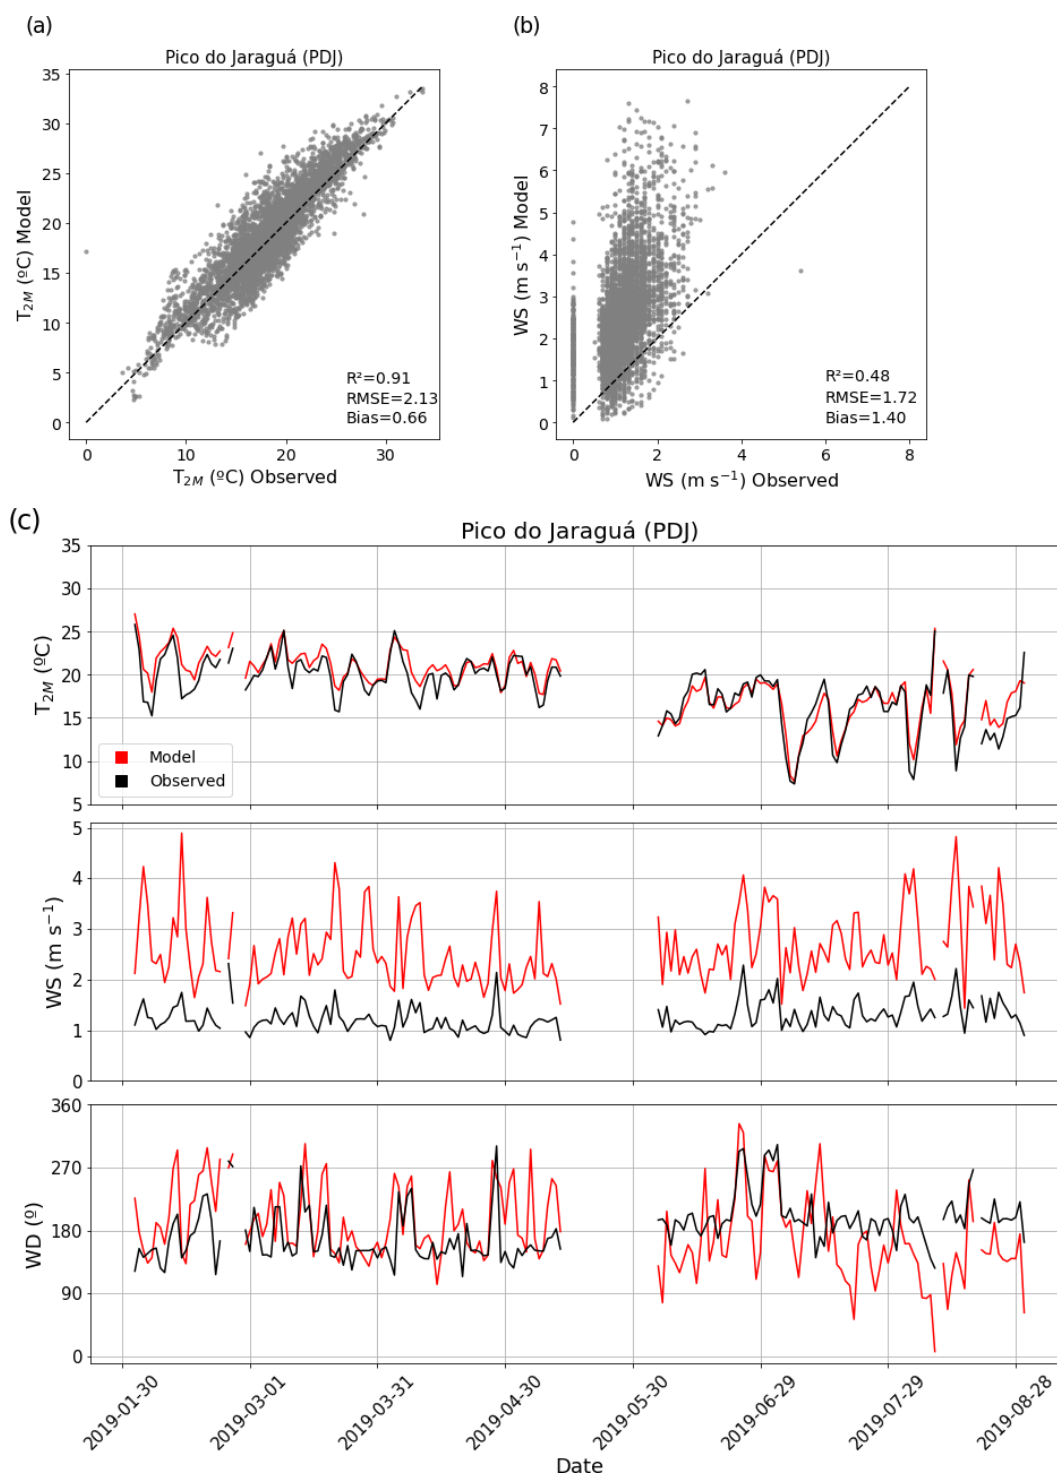 (a)
Pico do Jaraguá (PDJ)
35
30
25
20
15
10
5
0
T2M (ºC) Model
R²=0.91
RMSE=2.13
Bias=0.66
0 10 20 30
T2M (ºC) Observed
(b)
Pico do Jaraguá (PDJ)
8
7
6
5
4
3
2
1
0
WS (m s−1) Model
R²=0.48
RMSE=1.72
Bias=1.40
0 2 4 6 8
WS (m s−1) Observed
(c)
Pico do Jaraguá (PDJ)
35
30
25
20
15
10
5
T2M (ºC)
Model
Observed
5
4
3
2
1
0
WS (m s−1)
360
270
180
90
0
WD (º)
2019-01-30 2019-03-01 2019-03-31 2019-04-30 2019-05-30 2019-06-29 2019-07-29 2019-08-28
Date